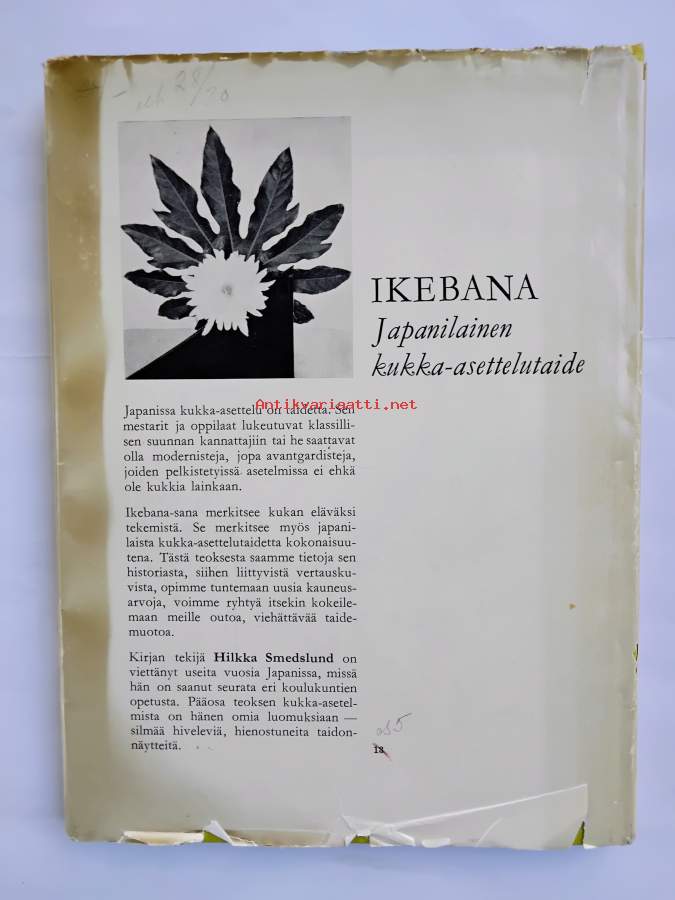 28/
70
IKEBANA
Japanilainen
kukka-asettelutaide
Antikvariaatti.net
Japanissa kukka-asettelu on taidetta. Sen
mestarit ja oppilaat lukeutuvat klassilli-
sen suunnan kannattajiin tai he saattavat
olla modernisteja, jopa avantgardisteja,
joiden pelkistetyissä asetelmissa ei ehkä
ole kukkia lainkaan.
Ikebana-sana merkitsee kukan eläväksi
tekemistä. Se merkitsee myös japani-
laista kukka-asettelutaidetta kokonaisuu-
tena. Tästä teoksesta saamme tietoja sen
historiasta, siihen liittyvistä vertausku-
vista, opimme tuntemaan uusia kauneus-
arvoja, voimme ryhtyä itsekin kokeile-
maan meille outoa, viehättävää taide-
muotoa.
Kirjan tekijä Hilkka Smedslund on
viettänyt useita vuosia Japanissa, missä
hän on saanut seurata eri koulukuntien
opetusta. Pääosa teoksen kukka-asetel-
mista on hänen omia luomuksiaan —
silmää hiveleviä, hienostuneita taidon-
näytteitä.
18